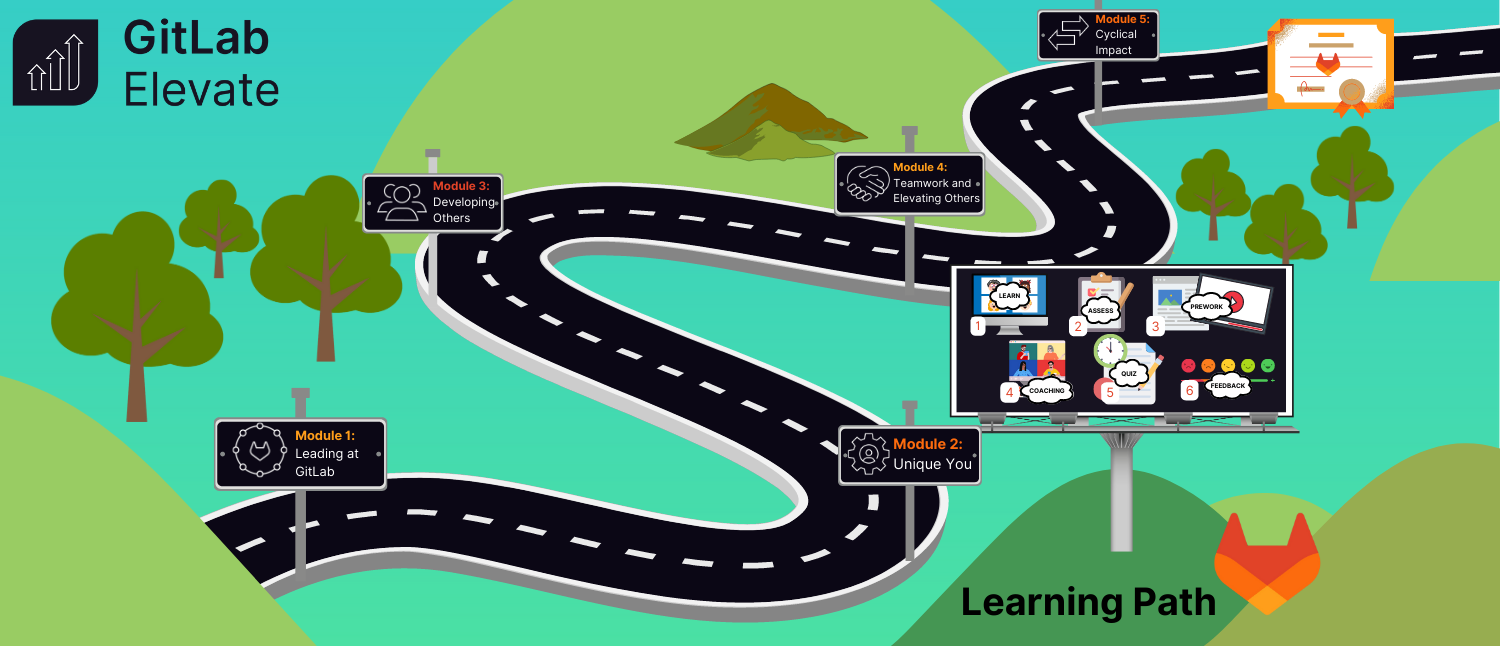 GitLab
Elevate
Module 5:
Cyclical
Impact
Module 4:
Teamwork and
Elevating Others
Module 3:
Developing
Others
LEARN
1
ASSESS
2
PREWORK
3
COACHING
4
QUIZ
5
FEEDBACK
6
Module 1:
Leading at
GitLab
Module 2:
Unique You
Learning Path